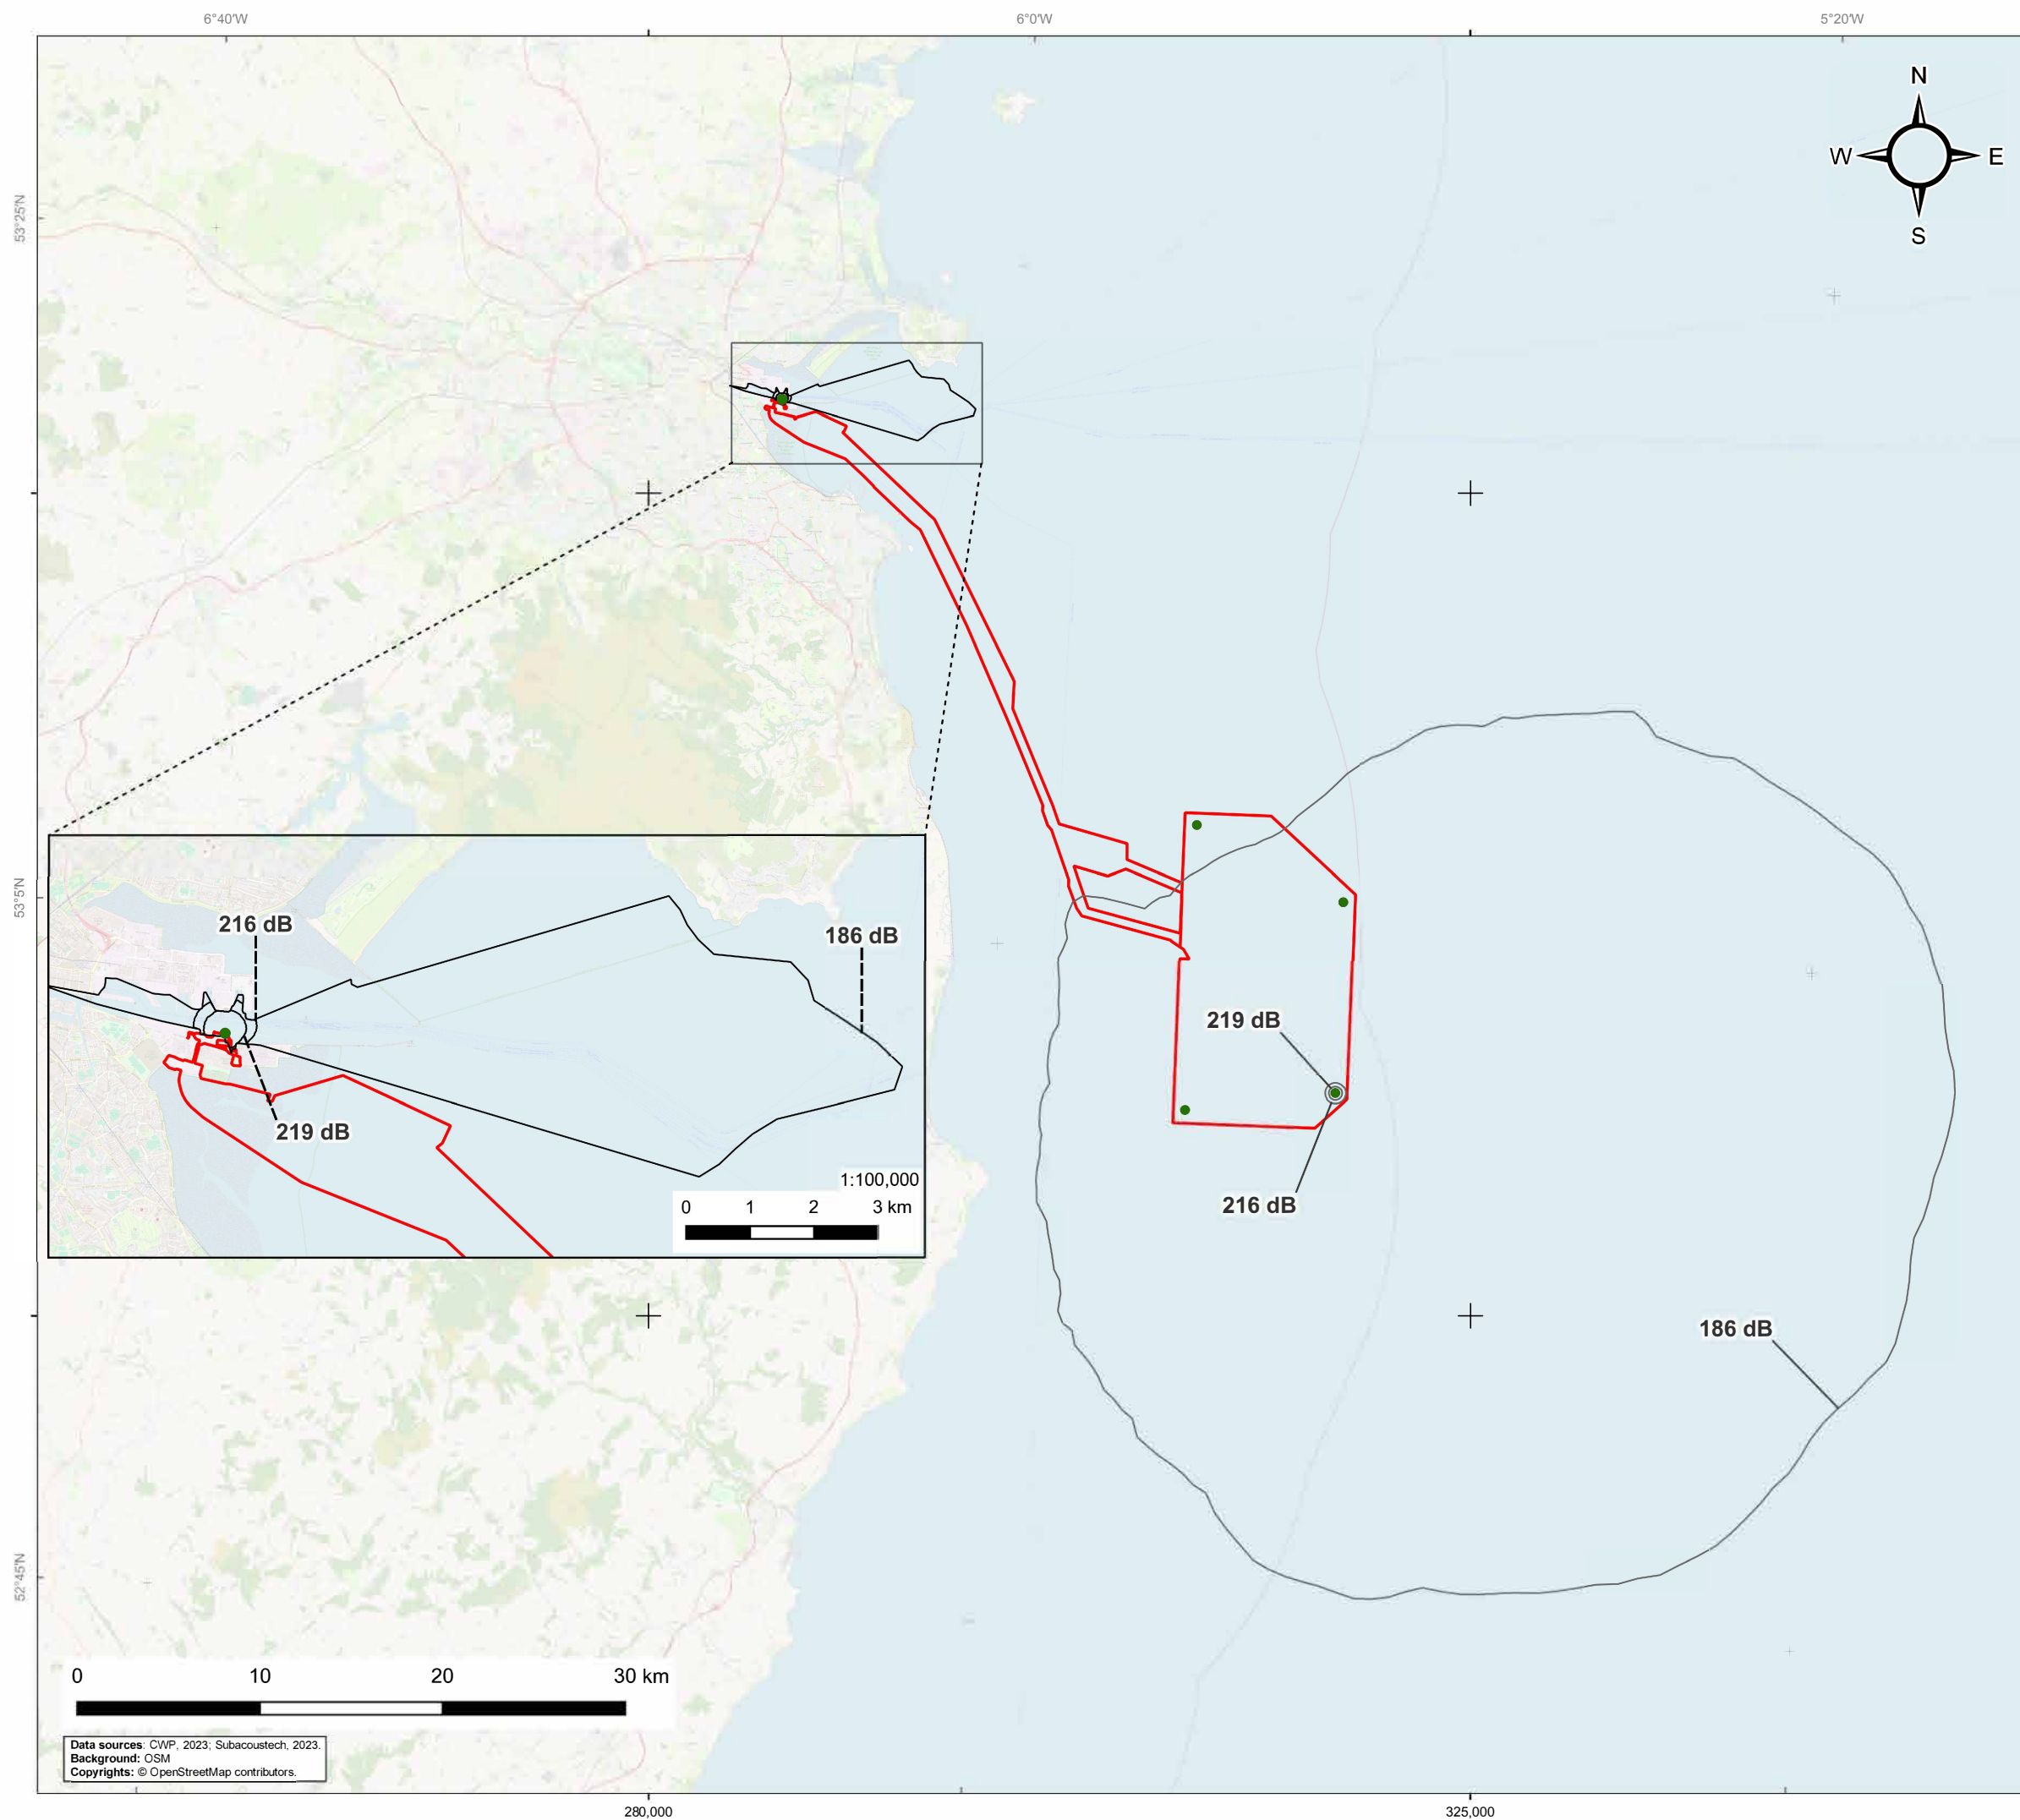 6°40'W
6°0'W
5°20'W
N
W
E
S
53°25'N
53°5'N
52°45'N
216 dB
186 dB
219 dB
1:100,000
0
1
2
3 km
219 dB
216 dB
186 dB
0
10
20
30 km
Data sources: CWP, 2023; Subacoustech, 2023.
Background: OSM
Copyrights: © OpenStreetMap contributors.
280,000
325,000